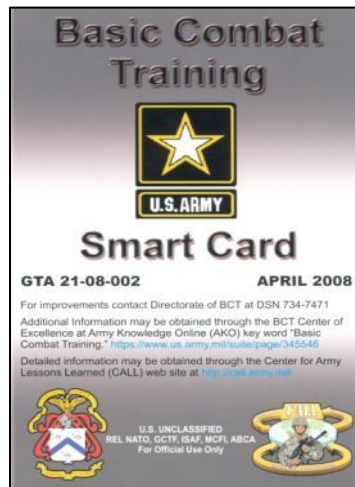 Basic Combat
Training
U.S. ARMY
Smart Card
GTA 21-08-002 APRIL 2008
For improvements contact Directorate of BCT at DSN 734-7471
Additional Information may be obtained through the BCT Center of
Excellence at Army Knowledge Online (AKO) key word "Basic
Combat Training." https://www.us.army.mil/suite/page/345546
Detailed information may be obtained through the Center for Army
Lessons Learned (CALL) web site at http://call.army.mil
U.S. UNCLASSIFIED
REL NATO, GCTF, ISAF, MCFI, ABCA
For Official Use Only
CALL